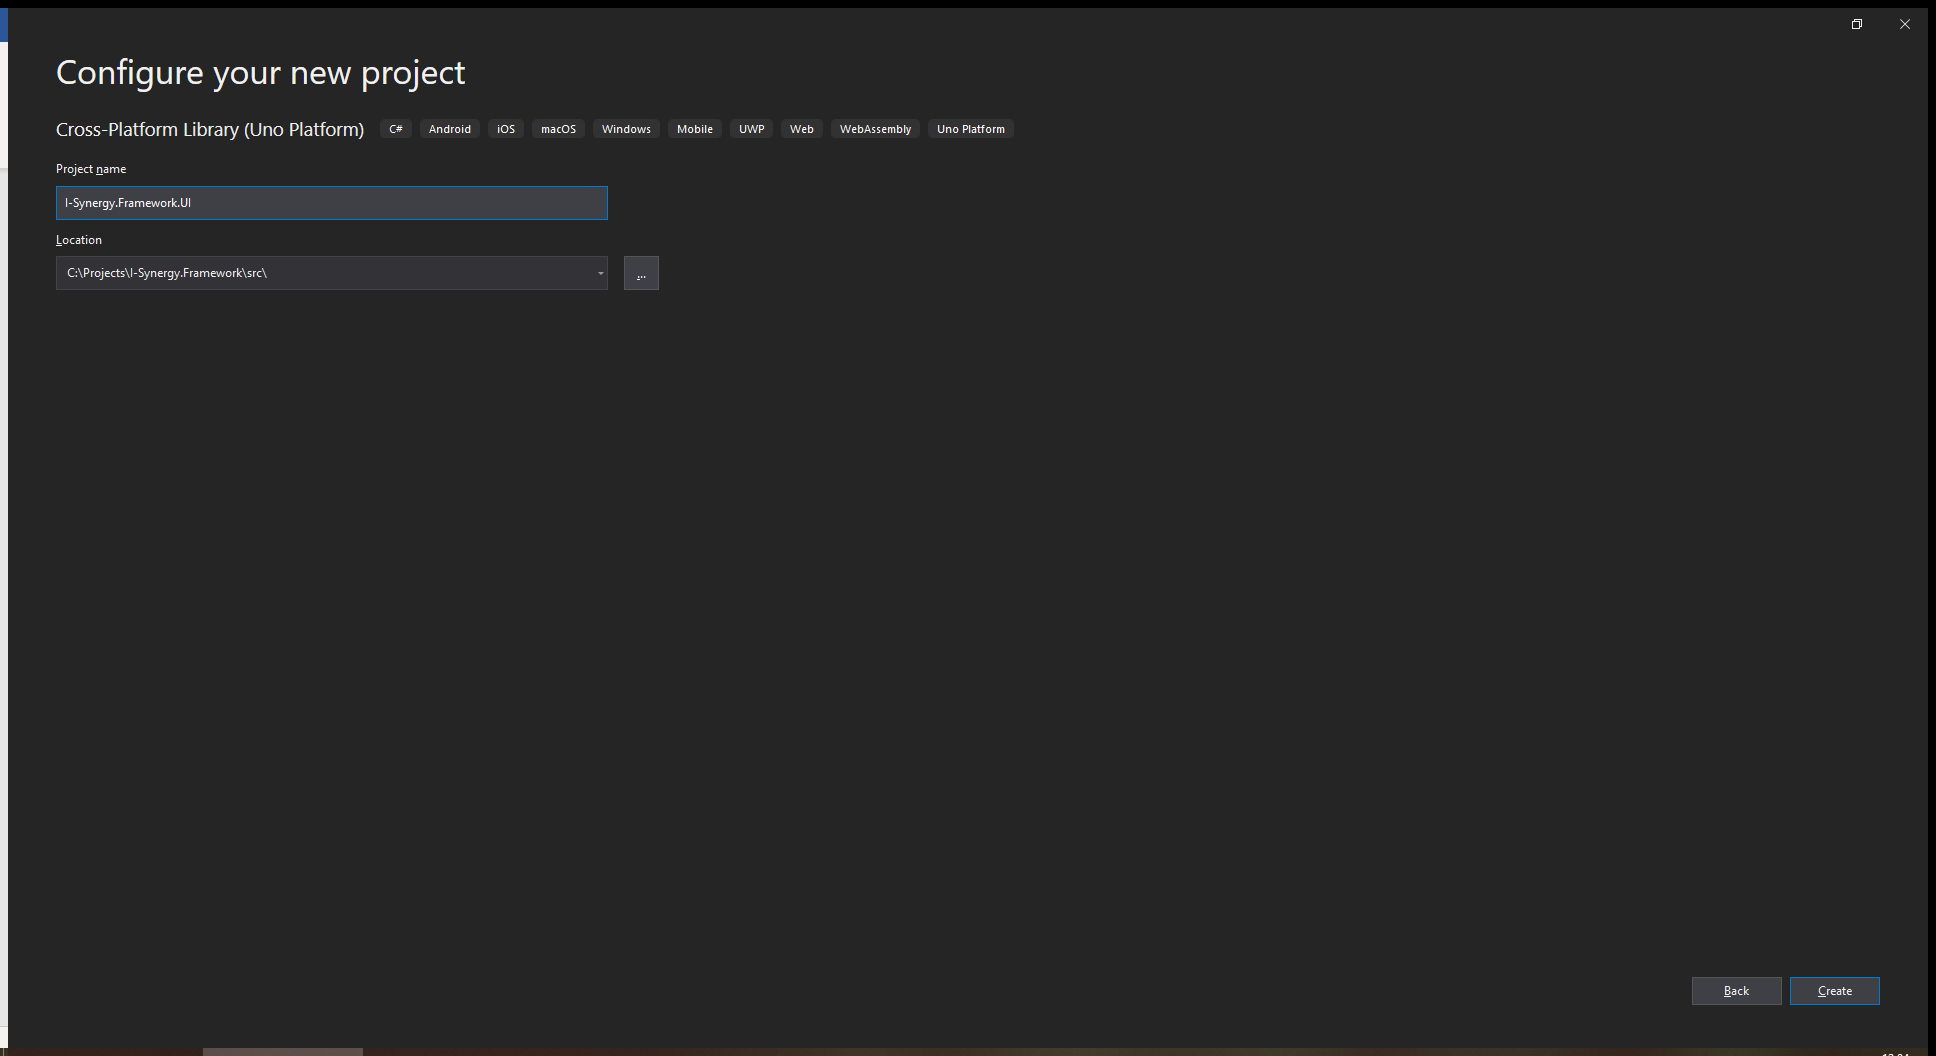 Configure your new project
Cross-Platform Library (Uno Platform) C# Android iOS macOS Windows Mobile UWP Web WebAssembly Uno Platform
Project name
I-Synergy.Framework.UI
Location
C:\Projects\I-Synergy.Framework\src\
...
Back Create